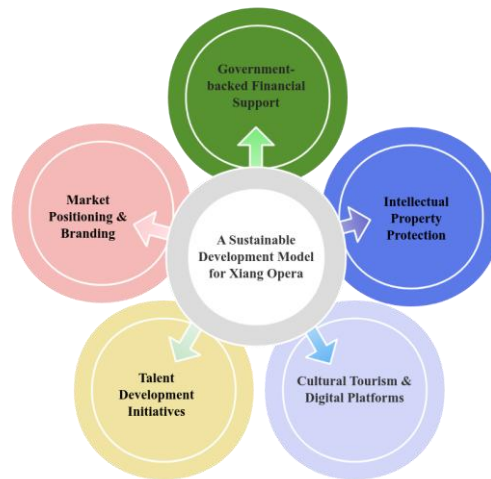 Government-
backed Financial
Support
Market
Positioning &
Branding
Intellectual
Property
Protection
A Sustainable
Development Model
for Xiang Opera
Talent
Development
Initiatives
Cultural Tourism &
Digital Platforms